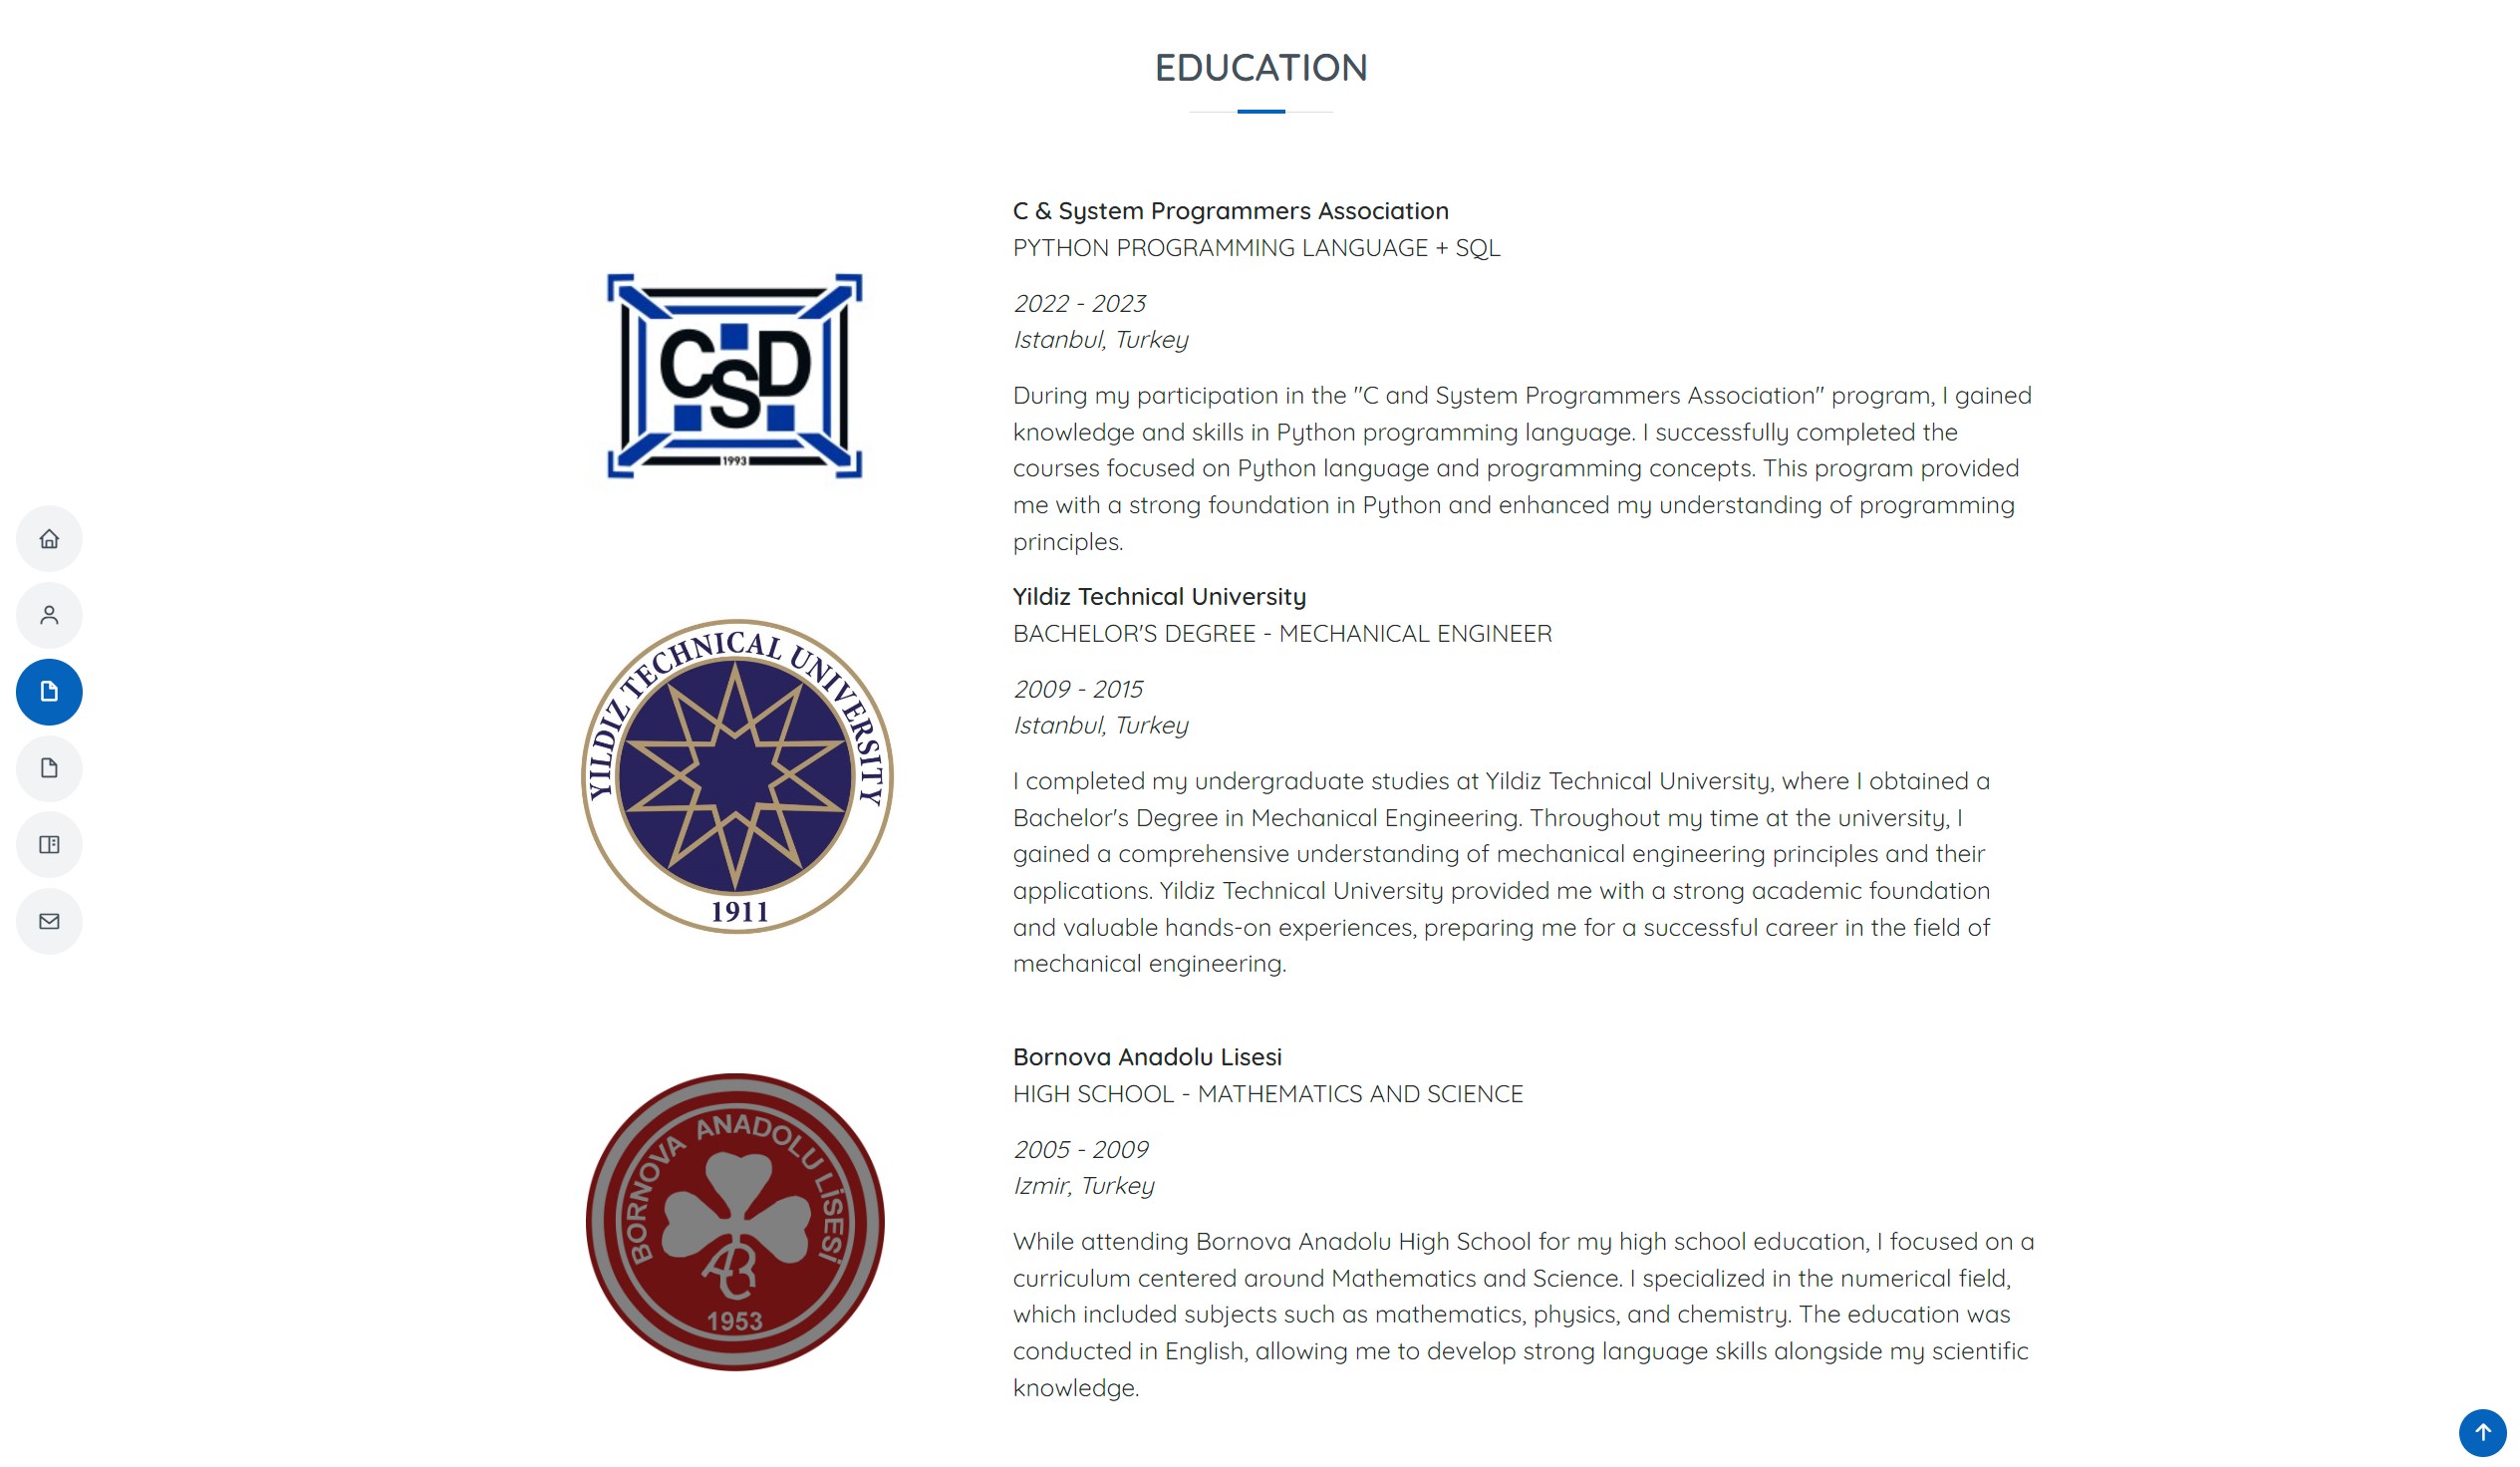 EDUCATION
C & System Programmers Association
PYTHON PROGRAMMING LANGUAGE + SQL
2022 - 2023
Istanbul, Turkey
CSD
1993
During my participation in the "C and System Programmers Association" program, I gained
knowledge and skills in Python programming language. I successfully completed the
courses focused on Python language and programming concepts. This program provided
me with a strong foundation in Python and enhanced my understanding of programming
principles.
Yildiz Technical University
BACHELOR'S DEGREE - MECHANICAL ENGINEER
2009 - 2015
Istanbul, Turkey
YILDIZ TECHNICAL UNIVERSITY
1911
I completed my undergraduate studies at Yildiz Technical University, where I obtained a
Bachelor's Degree in Mechanical Engineering. Throughout my time at the university, I
gained a comprehensive understanding of mechanical engineering principles and their
applications. Yildiz Technical University provided me with a strong academic foundation
and valuable hands-on experiences, preparing me for a successful career in the field of
mechanical engineering.
Bornova Anadolu Lisesi
HIGH SCHOOL - MATHEMATICS AND SCIENCE
2005 - 2009
Izmir, Turkey
BORNOVA ANADOLU LİSESİ
1953
While attending Bornova Anadolu High School for my high school education, I focused on a
curriculum centered around Mathematics and Science. I specialized in the numerical field,
which included subjects such as mathematics, physics, and chemistry. The education was
conducted in English, allowing me to develop strong language skills alongside my scientific
knowledge.